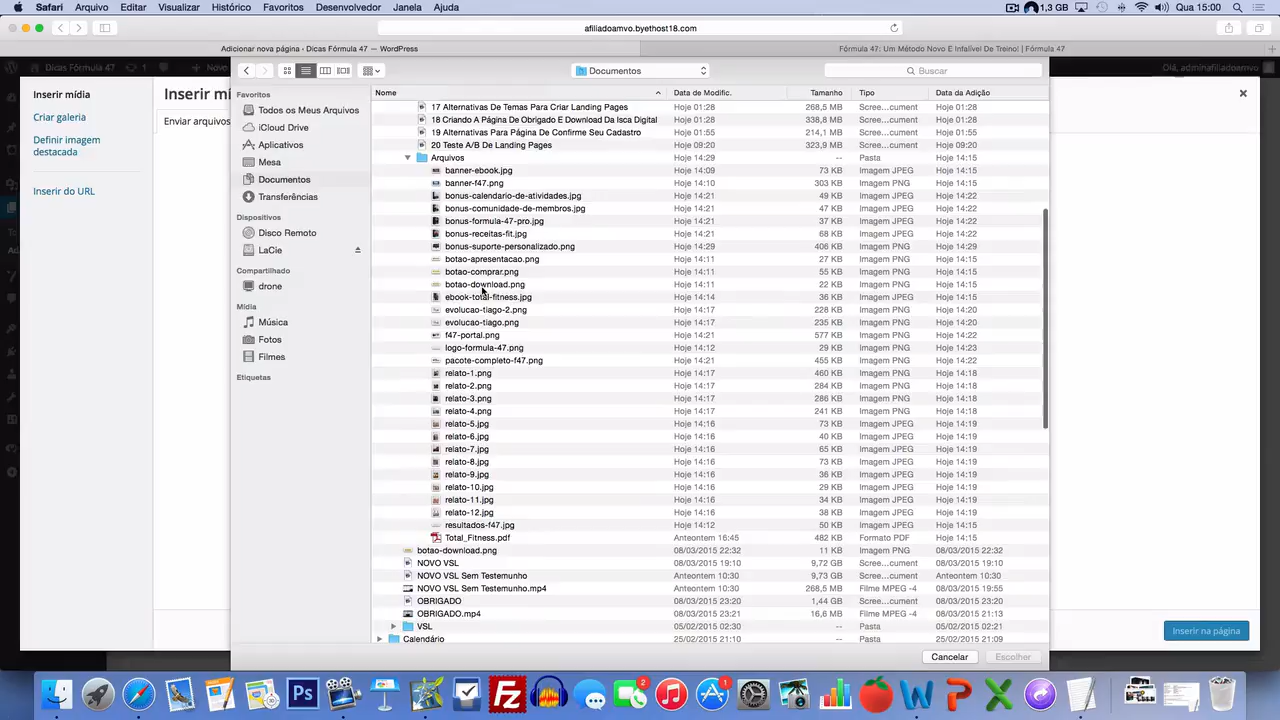 Safari Arquivo Editar Visualizar Histórico Favoritos Desenvolvedor Janela Ajuda 1,3 GB Qua 15:00
afiliadoamvo.byethost18.com
Adicionar nova página · Dicas Fórmula 47 — WordPress Fórmula 47: Um Método Novo E Infalível De Treino! | Fórmula 47
Dicas Fórmula 47 1 Novo Olá, adminafiliadoamvo
Documentos Buscar
Inserir mídia
Criar galeria
Definir imagem
destacada
Inserir do URL
Inserir mí
Enviar arquivos
Favoritos
Todos os Meus Arquivos
iCloud Drive
Aplicativos
Mesa
Documentos
Transferências
Dispositivos
Disco Remoto
LaCie
Compartilhado
drone
Mídia
Música
Fotos
Filmes
Etiquetas
Nome Data de Modific. Tamanho Tipo Data da Adição
17 Alternativas De Temas Para Criar Landing Pages Hoje 01:28 268,5 MB Scree...cument Hoje 01:28
18 Criando A Página De Obrigado E Download Da Isca Digital Hoje 01:28 338,8 MB Scree...cument Hoje 01:28
19 Alternativas Para Página De Confirme Seu Cadastro Hoje 01:55 214,1 MB Scree...cument Hoje 01:55
20 Teste A/B De Landing Pages Hoje 09:20 323,9 MB Scree...cument Hoje 09:20
Arquivos Hoje 14:29 -- Pasta Hoje 14:15
banner-ebook.jpg Hoje 14:09 73 KB Imagem JPEG Hoje 14:15
banner-f47.png Hoje 14:10 303 KB Imagem PNG Hoje 14:15
bonus-calendario-de-atividades.jpg Hoje 14:21 49 KB Imagem JPEG Hoje 14:22
bonus-comunidade-de-membros.jpg Hoje 14:21 47 KB Imagem JPEG Hoje 14:22
bonus-formula-47-pro.jpg Hoje 14:21 37 KB Imagem JPEG Hoje 14:22
bonus-receitas-fit.jpg Hoje 14:21 68 KB Imagem JPEG Hoje 14:22
bonus-suporte-personalizado.png Hoje 14:29 406 KB Imagem PNG Hoje 14:29
botao-apresentacao.png Hoje 14:11 27 KB Imagem PNG Hoje 14:15
botao-comprar.png Hoje 14:11 55 KB Imagem PNG Hoje 14:15
botao-download.png Hoje 14:11 22 KB Imagem PNG Hoje 14:15
ebook-total-fitness.jpg Hoje 14:14 36 KB Imagem JPEG Hoje 14:15
evolucao-tiago-2.png Hoje 14:17 228 KB Imagem PNG Hoje 14:20
evolucao-tiago.png Hoje 14:17 235 KB Imagem PNG Hoje 14:19
f47-portal.png Hoje 14:21 577 KB Imagem PNG Hoje 14:22
logo-formula-47.png Hoje 14:12 29 KB Imagem PNG Hoje 14:23
pacote-completo-f47.png Hoje 14:21 455 KB Imagem PNG Hoje 14:22
relato-1.png Hoje 14:17 460 KB Imagem PNG Hoje 14:18
relato-2.png Hoje 14:17 284 KB Imagem PNG Hoje 14:18
relato-3.png Hoje 14:17 286 KB Imagem PNG Hoje 14:18
relato-4.png Hoje 14:17 241 KB Imagem PNG Hoje 14:18
relato-5.jpg Hoje 14:16 73 KB Imagem JPEG Hoje 14:19
relato-6.jpg Hoje 14:16 40 KB Imagem JPEG Hoje 14:19
relato-7.jpg Hoje 14:16 65 KB Imagem JPEG Hoje 14:19
relato-8.jpg Hoje 14:16 73 KB Imagem JPEG Hoje 14:19
relato-9.jpg Hoje 14:16 36 KB Imagem JPEG Hoje 14:19
relato-10.jpg Hoje 14:16 29 KB Imagem JPEG Hoje 14:19
relato-11.jpg Hoje 14:16 34 KB Imagem JPEG Hoje 14:19
relato-12.jpg Hoje 14:16 38 KB Imagem JPEG Hoje 14:19
resultados-f47.jpg Hoje 14:12 50 KB Imagem JPEG Hoje 14:15
Total_Fitness.pdf Anteontem 16:45 482 KB Formato PDF Hoje 14:15
botao-download.png 08/03/2015 22:32 11 KB Imagem PNG 08/03/2015 22:32
NOVO VSL 08/03/2015 19:10 9,72 GB Scree...cument 08/03/2015 19:10
NOVO VSL Sem Testemunho Anteontem 10:30 9,73 GB Scree...cument Anteontem 10:30
NOVO VSL Sem Testemunho.mp4 Anteontem 10:30 268,5 MB Filme MPEG -4 08/03/2015 19:55
OBRIGADO 08/03/2015 23:20 1,44 GB Scree...cument 08/03/2015 23:20
OBRIGADO.mp4 08/03/2015 23:21 16,6 MB Filme MPEG -4 08/03/2015 21:13
VSL 05/02/2015 02:30 -- Pasta 05/02/2015 02:21
Calendário 25/02/2015 21:10 -- Pasta 25/02/2015 21:09
Inserir na página
Cancelar Escolher
Ps Fz 2 1